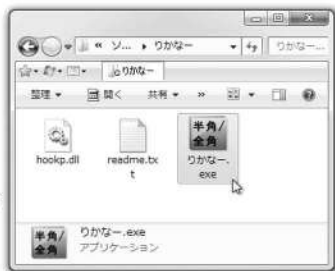 « ソ... ▸ りかなー
りかなー...
りかなー
整理 ▼ 開く 共有 ▼ »
半角/
全角
hookp.dll
readme.tx
t
りかなー.
exe
半角/
全角
りかなー.exe
アプリケーション